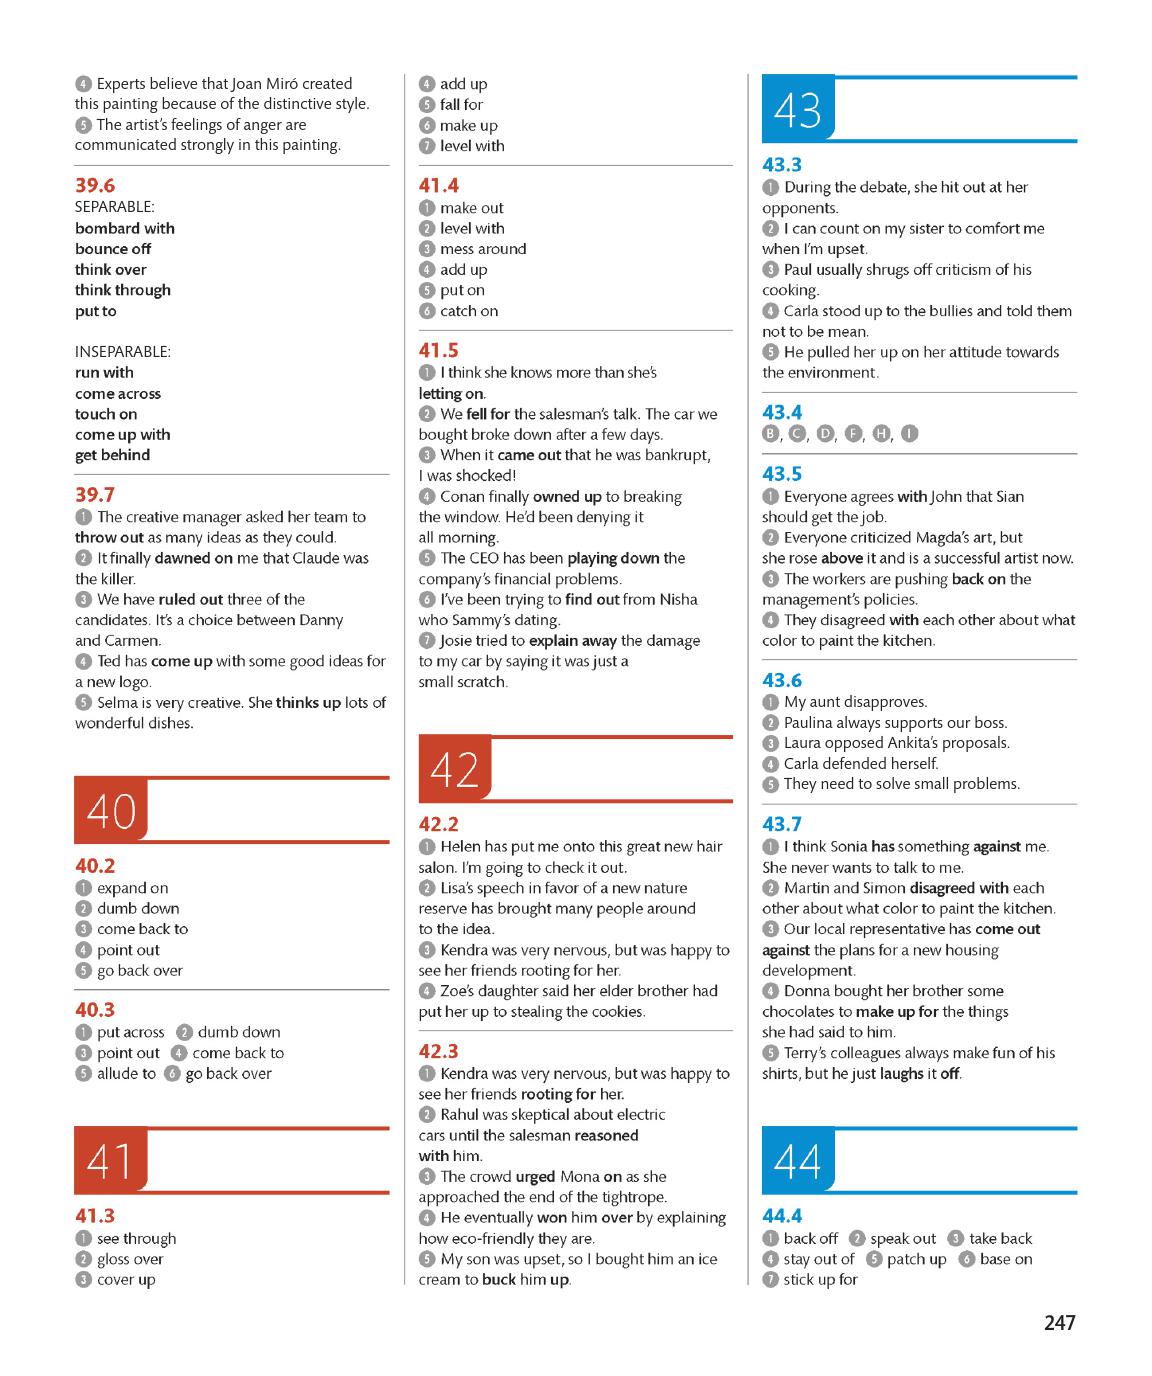 4 Experts believe that Joan Miró created
this painting because of the distinctive style.
5 The artist's feelings of anger are
communicated strongly in this painting.
39.6
SEPARABLE:
bombard with
bounce off
think over
think through
put to
INSEPARABLE:
run with
come across
touch on
come up with
get behind
39.7
1 The creative manager asked her team to
throw out as many ideas as they could.
2 It finally dawned on me that Claude was
the killer.
3 We have ruled out three of the
candidates. It's a choice between Danny
and Carmen.
4 Ted has come up with some good ideas for
a new logo.
5 Selma is very creative. She thinks up lots of
wonderful dishes.
40
40.2
1 expand on
2 dumb down
3 come back to
4 point out
5 go back over
40.3
1 put across 2 dumb down
3 point out 4 come back to
5 allude to 6 go back over
41
41.3
1 see through
2 gloss over
3 cover up
4 add up
5 fall for
6 make up
7 level with
41.4
1 make out
2 level with
3 mess around
4 add up
5 put on
6 catch on
41.5
1 I think she knows more than she's
letting on.
2 We fell for the salesman's talk. The car we
bought broke down after a few days.
3 When it came out that he was bankrupt,
I was shocked!
4 Conan finally owned up to breaking
the window. He'd been denying it
all morning.
5 The CEO has been playing down the
company's financial problems.
6 I've been trying to find out from Nisha
who Sammy's dating.
7 Josie tried to explain away the damage
to my car by saying it was just a
small scratch.
42
42.2
1 Helen has put me onto this great new hair
salon. I'm going to check it out.
2 Lisa's speech in favor of a new nature
reserve has brought many people around
to the idea.
3 Kendra was very nervous, but was happy to
see her friends rooting for her.
4 Zoe's daughter said her elder brother had
put her up to stealing the cookies.
42.3
1 Kendra was very nervous, but was happy to
see her friends rooting for her.
2 Rahul was skeptical about electric
cars until the salesman reasoned
with him.
3 The crowd urged Mona on as she
approached the end of the tightrope.
4 He eventually won him over by explaining
how eco-friendly they are.
5 My son was upset, so I bought him an ice
cream to buck him up.
43
43.3
1 During the debate, she hit out at her
opponents.
2 I can count on my sister to comfort me
when I'm upset.
3 Paul usually shrugs off criticism of his
cooking.
4 Carla stood up to the bullies and told them
not to be mean.
5 He pulled her up on her attitude towards
the environment.
43.4
B, C, D, F, H, I
43.5
1 Everyone agrees with John that Sian
should get the job.
2 Everyone criticized Magda's art, but
she rose above it and is a successful artist now.
3 The workers are pushing back on the
management's policies.
4 They disagreed with each other about what
color to paint the kitchen.
43.6
1 My aunt disapproves.
2 Paulina always supports our boss.
3 Laura opposed Ankita's proposals.
4 Carla defended herself.
5 They need to solve small problems.
43.7
1 I think Sonia has something against me.
She never wants to talk to me.
2 Martin and Simon disagreed with each
other about what color to paint the kitchen.
3 Our local representative has come out
against the plans for a new housing
development.
4 Donna bought her brother some
chocolates to make up for the things
she had said to him.
5 Terry's colleagues always make fun of his
shirts, but he just laughs it off.
44
44.4
1 back off 2 speak out 3 take back
4 stay out of 5 patch up 6 base on
7 stick up for
247